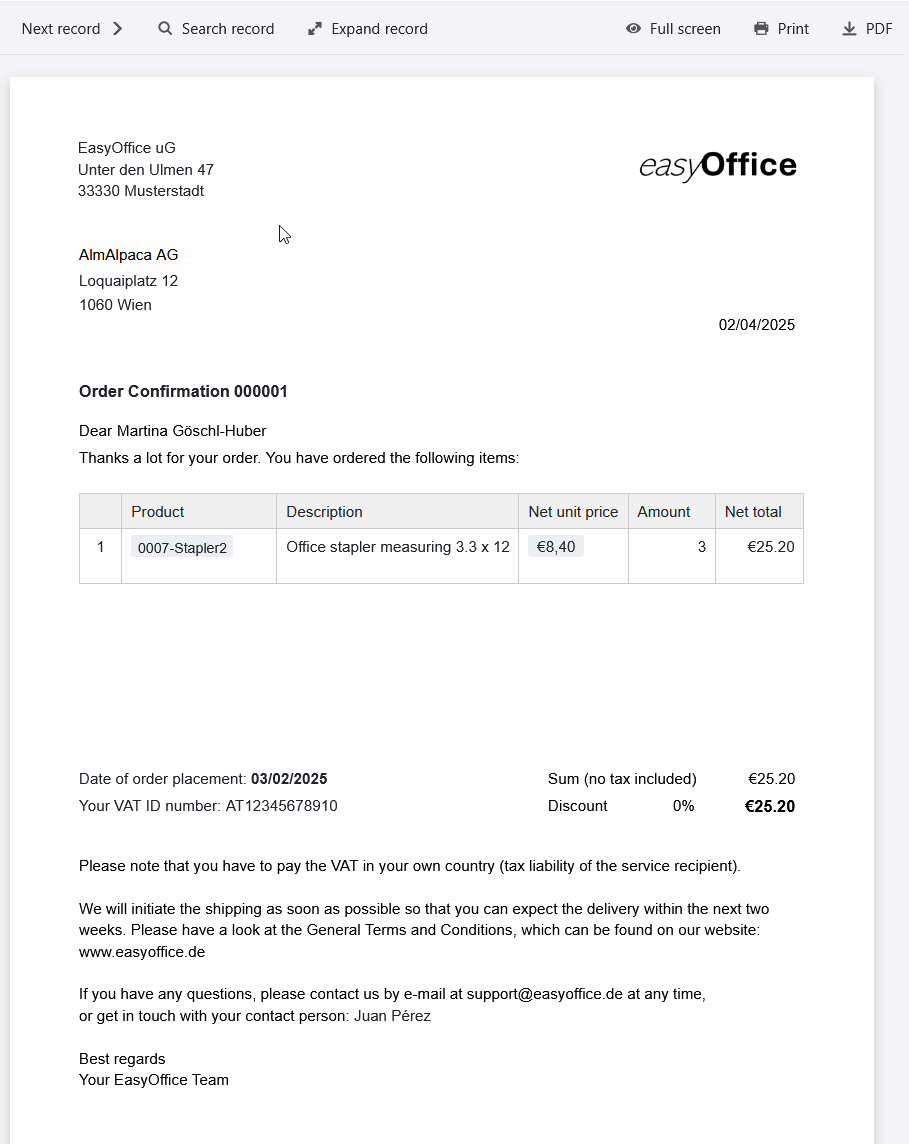 Next record Search record Expand record Full screen Print PDF
EasyOffice uG
Unter den Ulmen 47
33330 Musterstadt
easyOffice
AlmAlpaca AG
Loquaiplatz 12
1060 Wien
02/04/2025
Order Confirmation 000001
Dear Martina Göschl-Huber
Thanks a lot for your order. You have ordered the following items:
Product Description Net unit price Amount Net total
1 0007-Stapler2 Office stapler measuring 3.3 x 12 €8,40 3 €25.20
Date of order placement: 03/02/2025 Sum (no tax included) €25.20
Your VAT ID number: AT12345678910 Discount 0% €25.20
Please note that you have to pay the VAT in your own country (tax liability of the service recipient).
We will initiate the shipping as soon as possible so that you can expect the delivery within the next two
weeks. Please have a look at the General Terms and Conditions, which can be found on our website:
www.easyoffice.de
If you have any questions, please contact us by e-mail at support@easyoffice.de at any time,
or get in touch with your contact person: Juan Pérez
Best regards
Your EasyOffice Team